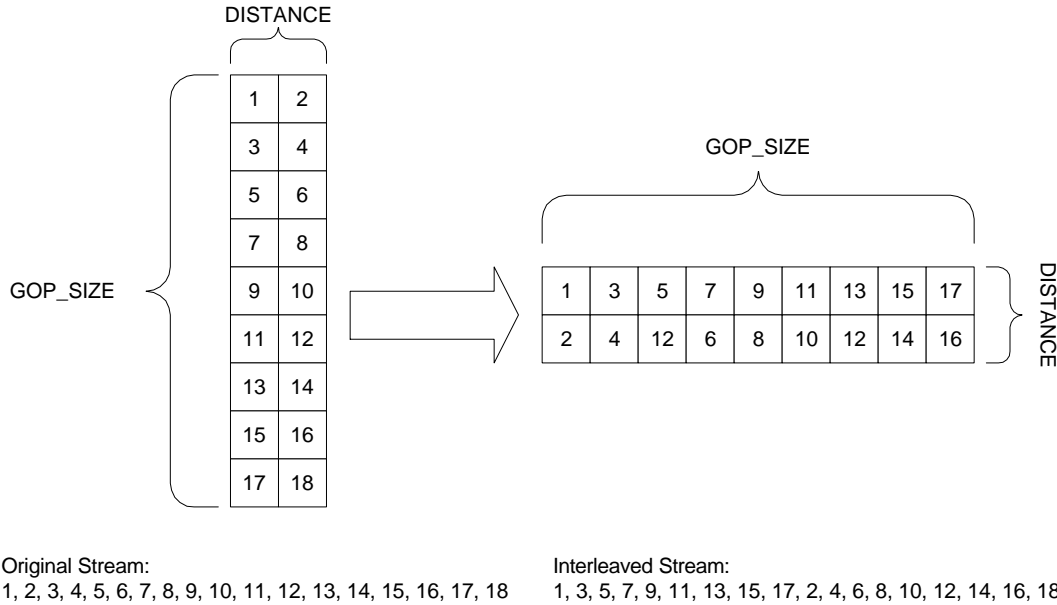 DISTANCE
1 2
3 4
5 6
7 8
9 10
11 12
13 14
15 16
17 18
GOP_SIZE
GOP_SIZE
1 3 5 7 9 11 13 15 17
2 4 12 6 8 10 12 14 16
DISTANCE
Original Stream:
1, 2, 3, 4, 5, 6, 7, 8, 9, 10, 11, 12, 13, 14, 15, 16, 17, 18
Interleaved Stream:
1, 3, 5, 7, 9, 11, 13, 15, 17, 2, 4, 6, 8, 10, 12, 14, 16, 18